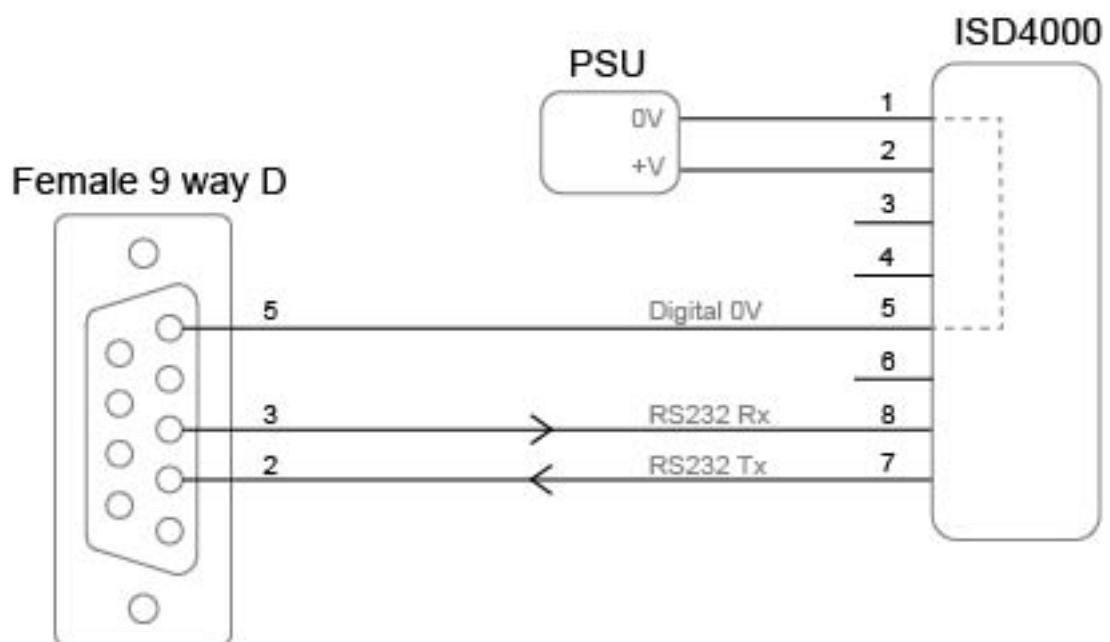 ISD4000
PSU
0V 1
+V 2
Female 9 way D
3
4
5 Digital 0V 5
6
3 RS232 Rx 8
2 RS232 Tx 7